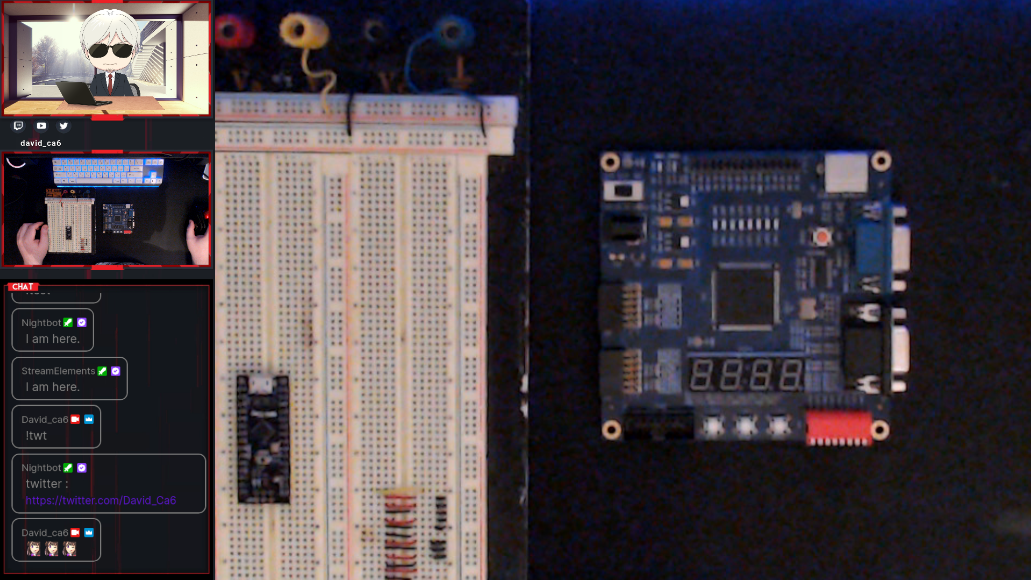 david_ca6
CHAT
Nightbot
I am here.
StreamElements
I am here.
David_ca6
!twt
Nightbot
twitter :
https://twitter.com/David_Ca6
David_ca6